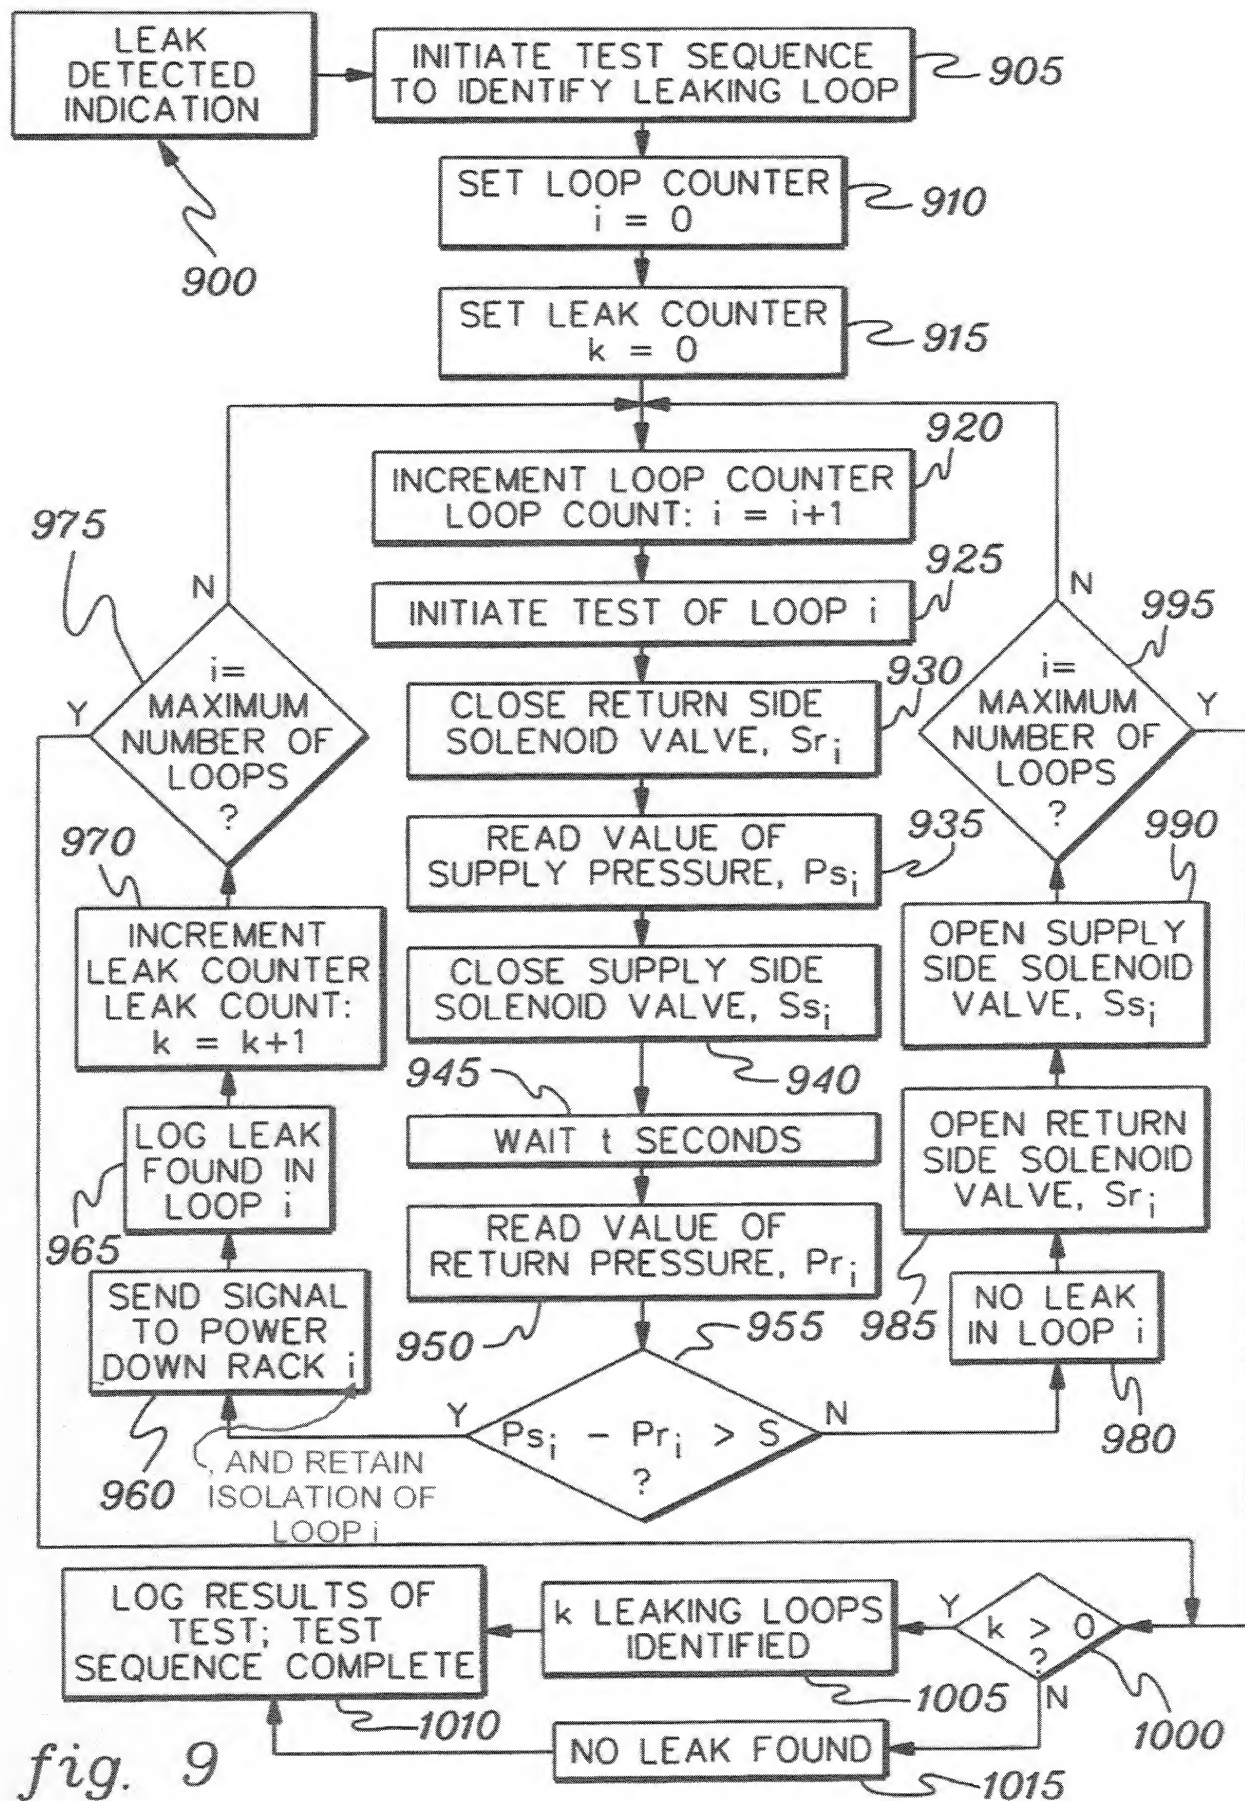 LEAK
DETECTED
INDICATION
900
INITIATE TEST SEQUENCE
TO IDENTIFY LEAKING LOOP
905
SET LOOP COUNTER
i = 0
910
SET LEAK COUNTER
k = 0
915
INCREMENT LOOP COUNTER
LOOP COUNT: i = i+1
920
INITIATE TEST OF LOOP i
925
CLOSE RETURN SIDE
SOLENOID VALVE, Sri
930
READ VALUE OF
SUPPLY PRESSURE, Psi
935
CLOSE SUPPLY SIDE
SOLENOID VALVE, Ssi
940
945
WAIT t SECONDS
READ VALUE OF
RETURN PRESSURE, Pri
950
955
Psi - Pri > S
?
Y
N
SEND SIGNAL
TO POWER
DOWN RACK i
, AND RETAIN
ISOLATION OF
LOOP i
960
LOG LEAK
FOUND IN
LOOP i
965
INCREMENT
LEAK COUNTER
LEAK COUNT:
k = k+1
970
i=
MAXIMUM
NUMBER OF
LOOPS
?
975
N
Y
NO LEAK
IN LOOP i
980
OPEN RETURN
SIDE SOLENOID
VALVE, Sri
985
OPEN SUPPLY
SIDE SOLENOID
VALVE, Ssi
990
i=
MAXIMUM
NUMBER OF
LOOPS
?
995
N
Y
k > 0
?
1000
Y
N
k LEAKING LOOPS
IDENTIFIED
1005
LOG RESULTS OF
TEST; TEST
SEQUENCE COMPLETE
1010
NO LEAK FOUND
1015
fig. 9